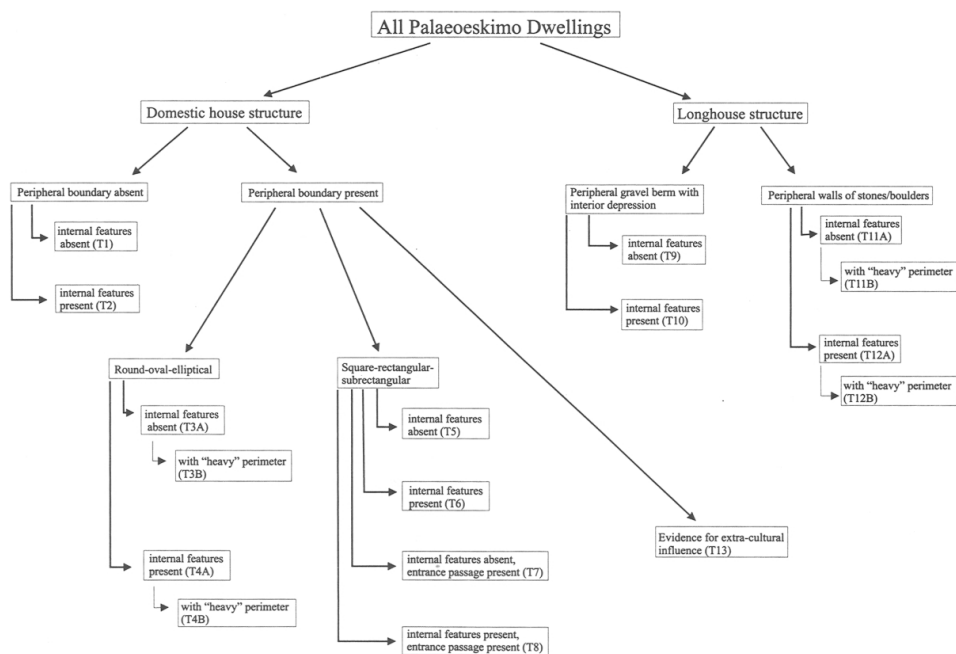 All Palaeoeskimo Dwellings
Domestic house structure
Longhouse structure
Peripheral boundary absent
Peripheral boundary present
Peripheral gravel berm with
interior depression
Peripheral walls of stones/boulders
internal features
absent (T1)
internal features
present (T2)
internal features
absent (T9)
internal features
present (T10)
internal features
absent (T11A)
with "heavy" perimeter
(T11B)
internal features
present (T12A)
with "heavy" perimeter
(T12B)
Round-oval-elliptical
internal features
absent (T3A)
with "heavy" perimeter
(T3B)
internal features
present (T4A)
with "heavy" perimeter
(T4B)
Square-rectangular-
subrectangular
internal features
absent (T5)
internal features
present (T6)
internal features absent,
entrance passage present (T7)
internal features present,
entrance passage present (T8)
Evidence for extra-cultural
influence (T13)